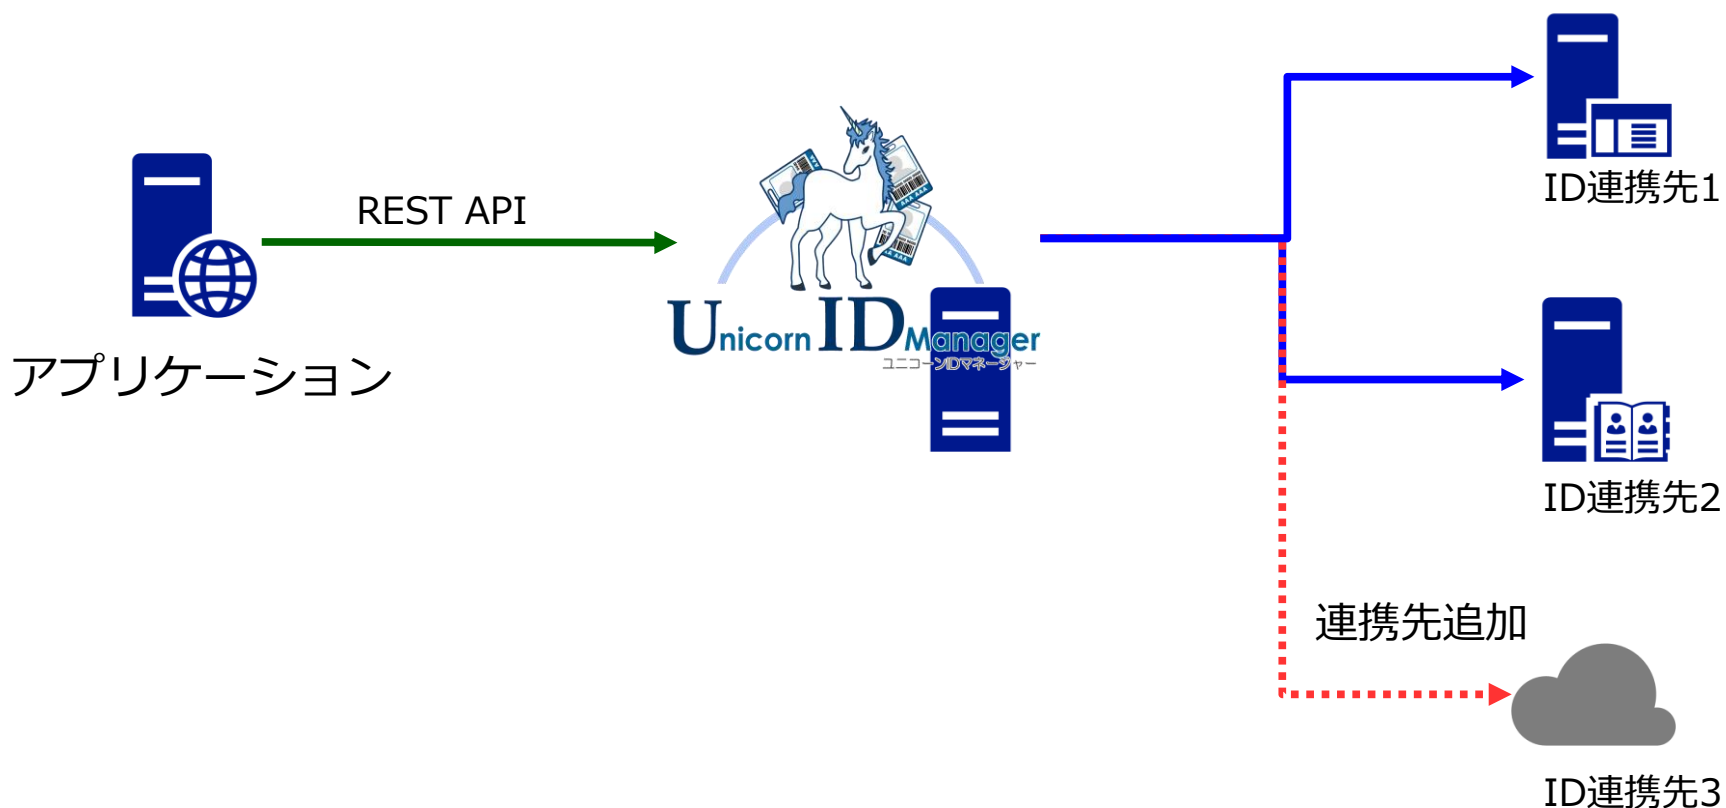 REST API
アプリケーション
Unicorn ID Manager
ユニコーンIDマネージャー
ID連携先1
ID連携先2
連携先追加
ID連携先3